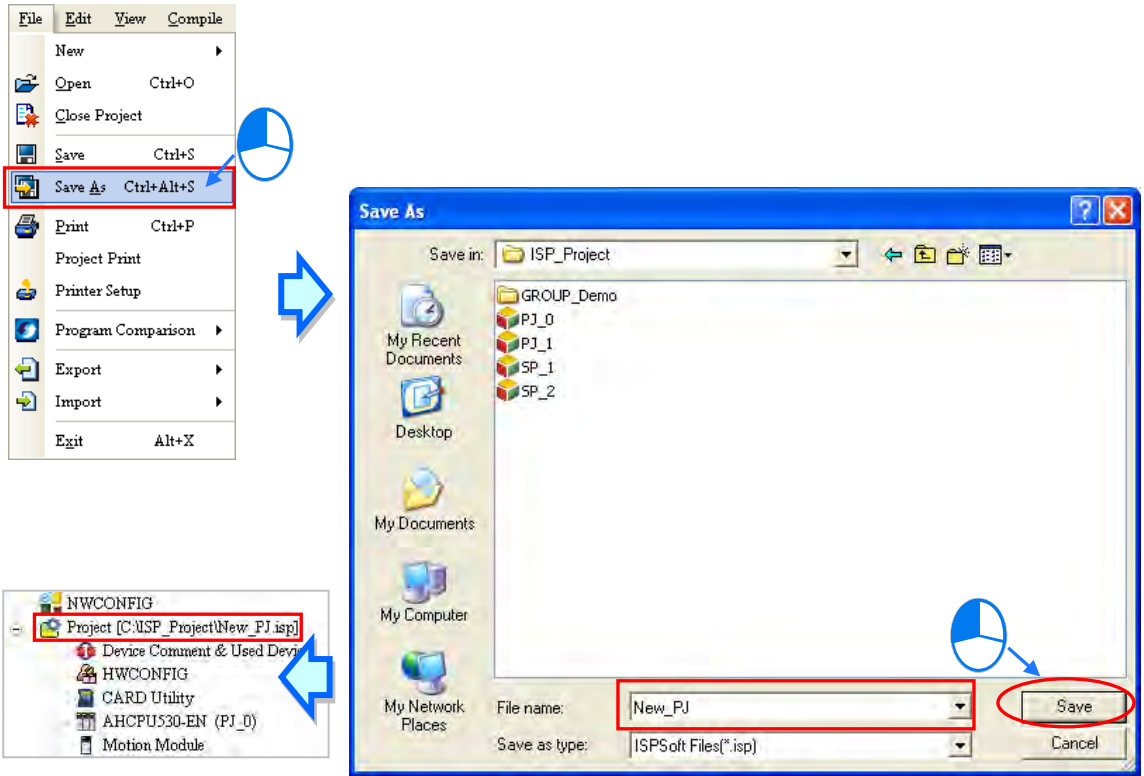 File Edit View Compile
New
Open Ctrl+O
Close Project
Save Ctrl+S
Save As Ctrl+Alt+S
Print Ctrl+P
Project Print
Printer Setup
Program Comparison
Export
Import
Exit Alt+X
Save As
Save in: ISP_Project
My Recent
Documents
Desktop
My Documents
My Computer
My Network
Places
GROUP_Demo
PJ_0
PJ_1
SP_1
SP_2
File name: New_PJ Save
Save as type: ISPSoft Files(*.isp) Cancel
NWCONFIG
Project [C:\ISP_Project\New_PJ.isp]
Device Comment & Used Devic
HWCONFIG
CARD Utility
AHCPU530-EN (PJ_0)
Motion Module